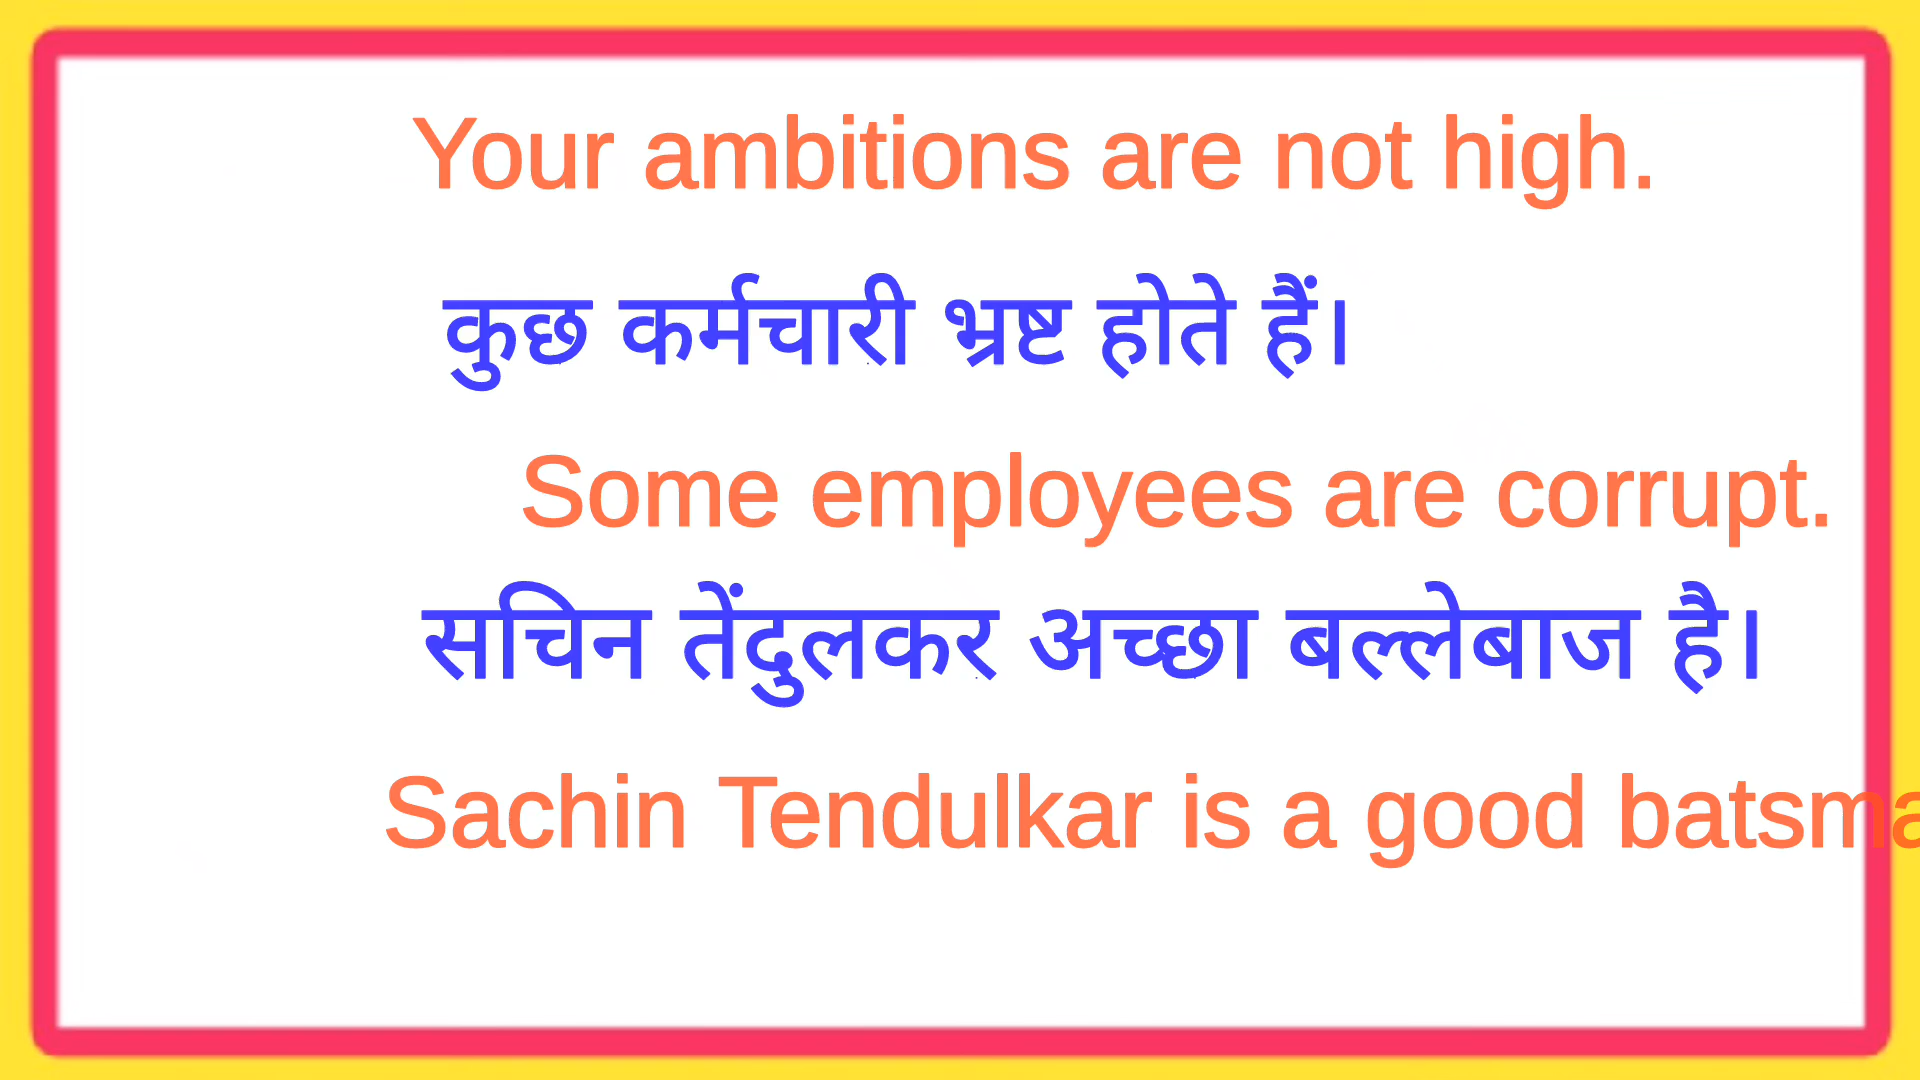 Your ambitions are not high.
कुछ कर्मचारी भ्रष्ट होते हैं।
Some employees are corrupt.
सचिन तेंदुलकर अच्छा बल्लेबाज है।
Sachin Tendulkar is a good batsma